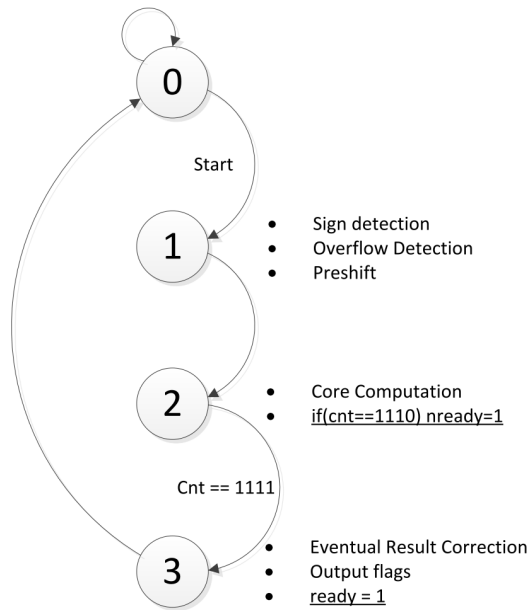 0
Start
1
• Sign detection
• Overflow Detection
• Preshift
2
• Core Computation
• if(cnt==1110) nready=1
Cnt == 1111
3
• Eventual Result Correction
• Output flags
• ready = 1